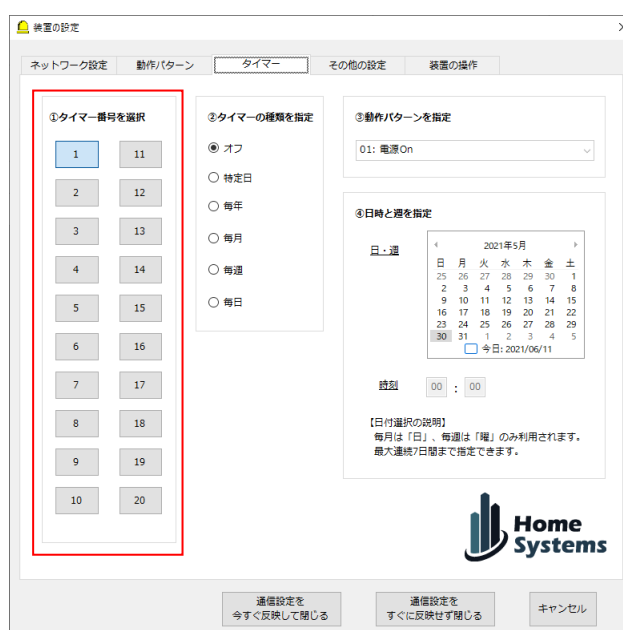 装置の設定
ネットワーク設定 動作パターン タイマー その他の設定 装置の操作
①タイマー番号を選択
1 11
2 12
3 13
4 14
5 15
6 16
7 17
8 18
9 19
10 20
②タイマーの種類を指定
オフ
特定日
毎年
毎月
毎週
毎日
③動作パターンを指定
01: 電源On
④日時と週を指定
日・週
2021年5月
日 月 火 水 木 金 土
25 26 27 28 29 30 1
2 3 4 5 6 7 8
9 10 11 12 13 14 15
16 17 18 19 20 21 22
23 24 25 26 27 28 29
30 31 1 2 3 4 5
今日: 2021/06/11
時刻 00 : 00
【日付選択の説明】
毎月は「日」、毎週は「曜」のみ利用されます。
最大連続7日間まで指定できます。
Home
Systems
通信設定を
今すぐ反映して閉じる
通信設定を
すぐに反映せず閉じる
キャンセル